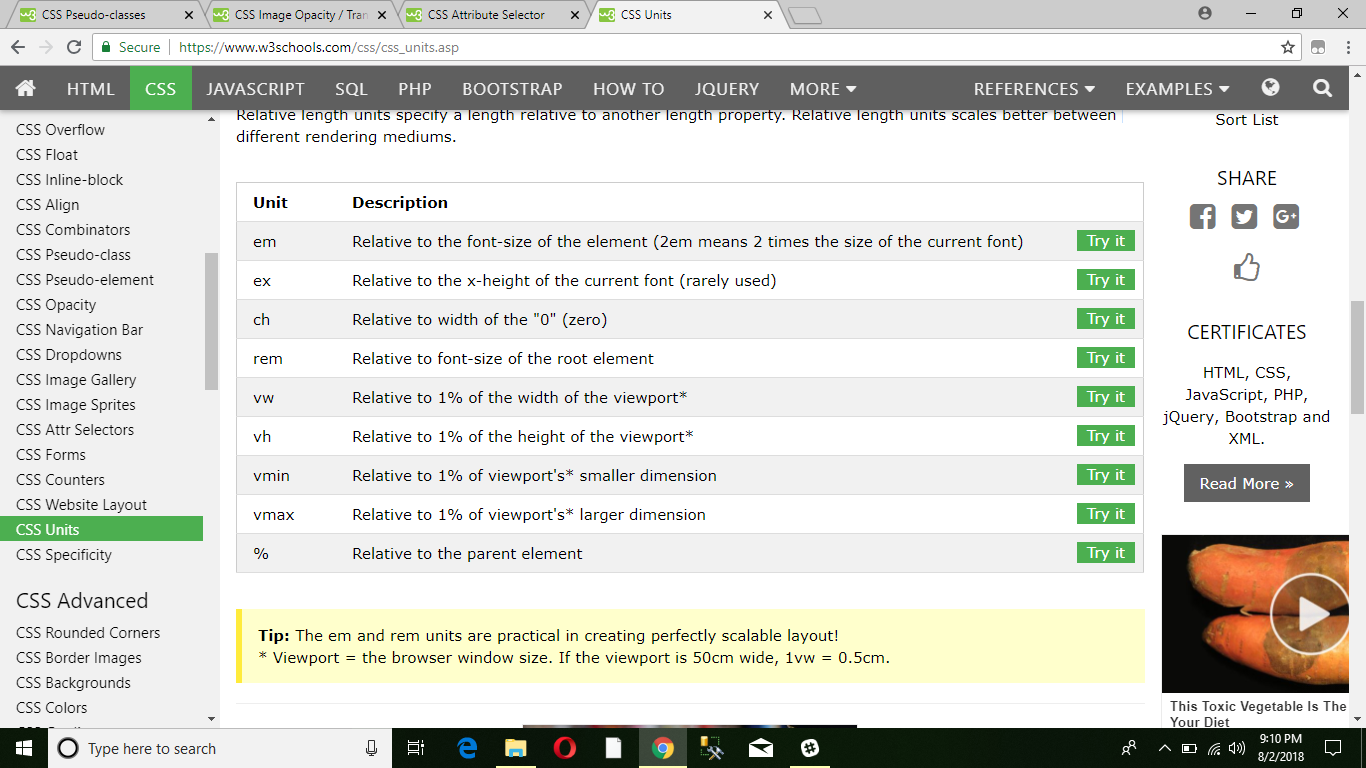 CSS Pseudo-classes
CSS Image Opacity / Tran
CSS Attribute Selector
CSS Units
Secure
https://www.w3schools.com/css/css_units.asp
HTML CSS JAVASCRIPT SQL PHP BOOTSTRAP HOW TO JQUERY MORE REFERENCES EXAMPLES
CSS Overflow
CSS Float
CSS Inline-block
CSS Align
CSS Combinators
CSS Pseudo-class
CSS Pseudo-element
CSS Opacity
CSS Navigation Bar
CSS Dropdowns
CSS Image Gallery
CSS Image Sprites
CSS Attr Selectors
CSS Forms
CSS Counters
CSS Website Layout
CSS Units
CSS Specificity
CSS Advanced
CSS Rounded Corners
CSS Border Images
CSS Backgrounds
CSS Colors
Relative length units specify a length relative to another length property. Relative length units scales better between
different rendering mediums.
Unit Description
em Relative to the font-size of the element (2em means 2 times the size of the current font) Try it
ex Relative to the x-height of the current font (rarely used) Try it
ch Relative to width of the "0" (zero) Try it
rem Relative to font-size of the root element Try it
vw Relative to 1% of the width of the viewport* Try it
vh Relative to 1% of the height of the viewport* Try it
vmin Relative to 1% of viewport's* smaller dimension Try it
vmax Relative to 1% of viewport's* larger dimension Try it
% Relative to the parent element Try it
Tip: The em and rem units are practical in creating perfectly scalable layout!
* Viewport = the browser window size. If the viewport is 50cm wide, 1vw = 0.5cm.
Sort List
SHARE
CERTIFICATES
HTML, CSS,
JavaScript, PHP,
jQuery, Bootstrap and
XML.
Read More »
This Toxic Vegetable Is The
Your Diet
Type here to search
9:10 PM
8/2/2018